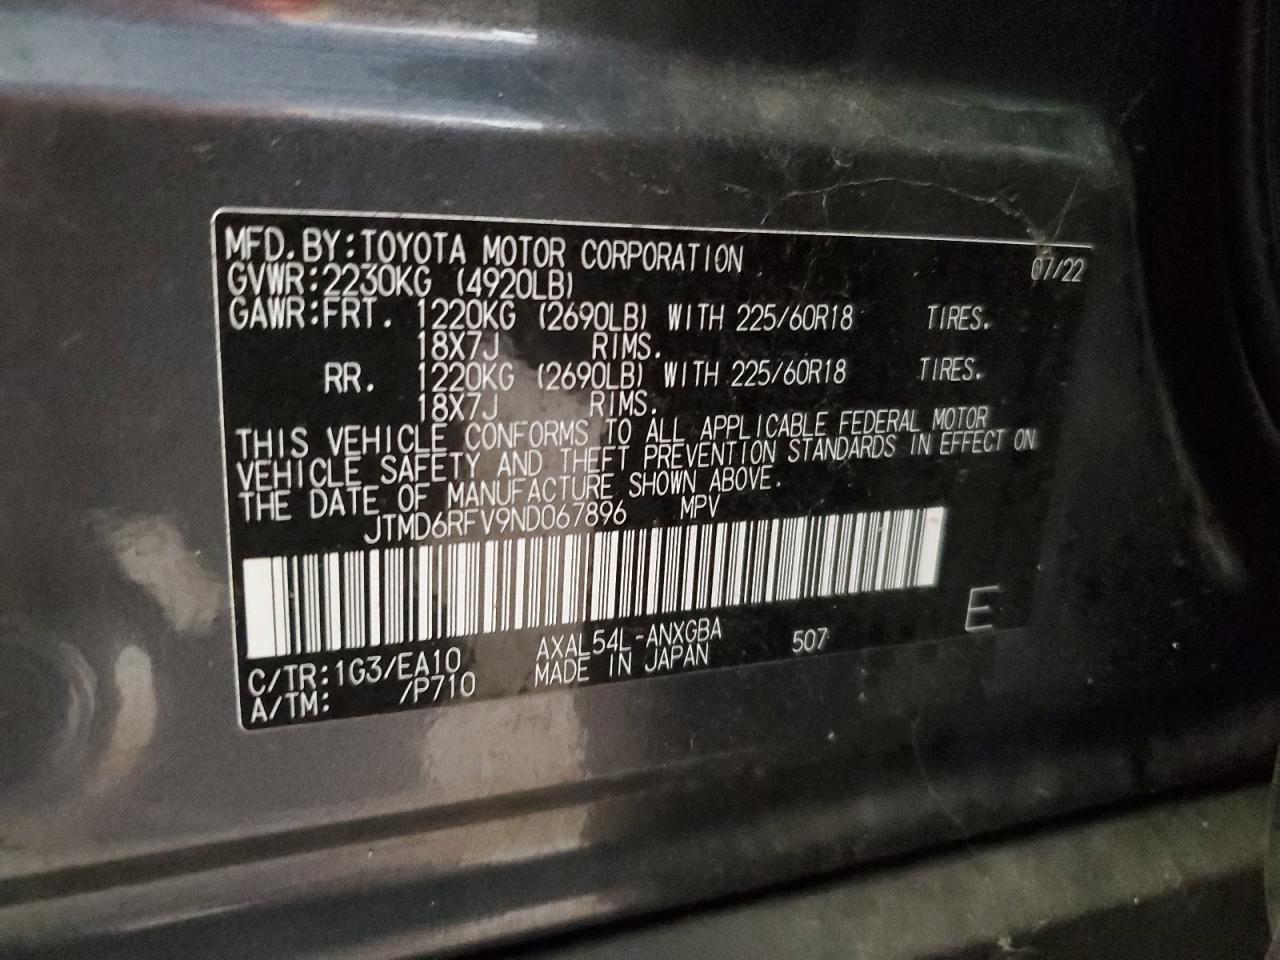 MFD. BY: TOYOTA MOTOR CORPORATION 07/22
GVWR: 2230KG (4920LB)
GAWR: FRT. 1220KG (2690LB) WITH 225/60R18 TIRES.
18X7J RIMS.
RR. 1220KG (2690LB) WITH 225/60R18 TIRES.
18X7J RIMS.
THIS VEHICLE CONFORMS TO ALL APPLICABLE FEDERAL MOTOR
VEHICLE SAFETY AND THEFT PREVENTION STANDARDS IN EFFECT ON
THE DATE OF MANUFACTURE SHOWN ABOVE.
JTMD6RFV9ND067896 MPV
E
C/TR: 1G3/EA10 AXAL54L-ANXGBA 507
A/TM: /P710 MADE IN JAPAN